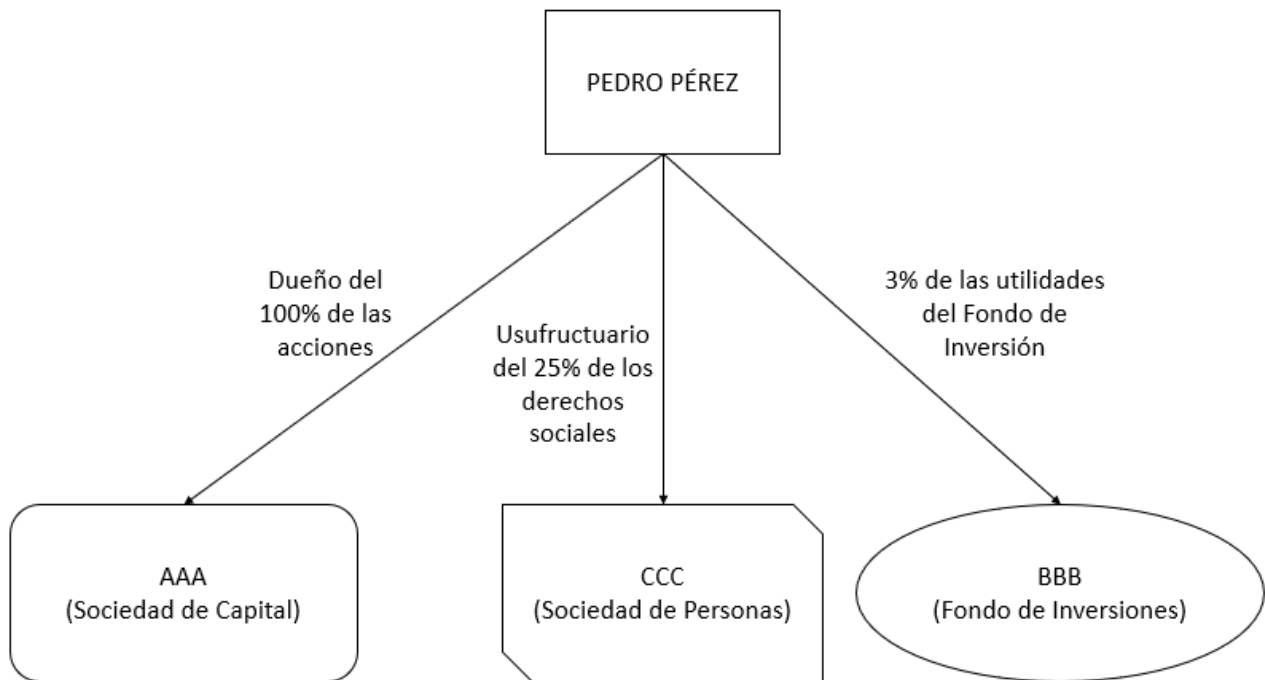 PEDRO PÉREZ
Dueño del
100% de las
acciones
Usufructuario
del 25% de los
derechos
sociales
3% de las utilidades
del Fondo de
Inversión
AAA
(Sociedad de Capital)
CCC
(Sociedad de Personas)
BBB
(Fondo de Inversiones)